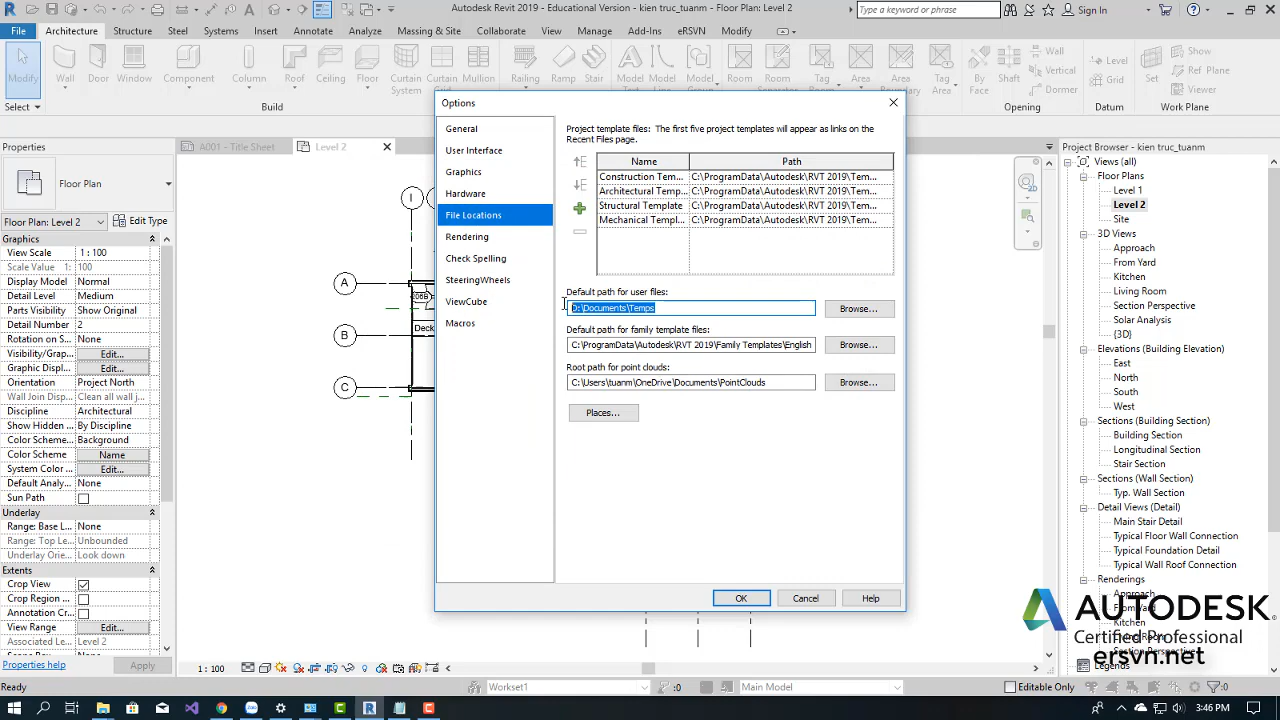 Autodesk Revit 2019 - Educational Version - kien truc_tuanm - Floor Plan: Level 2
Type a keyword or phrase
Sign In
File Architecture Structure Steel Systems Insert Annotate Analyze Massing & Site Collaborate View Manage Add-Ins eRSVN Modify
Modify
Wall Door Window Component Column Roof Ceiling Floor Curtain System Curtain Grid Mullion Railing Ramp Stair Model Text Model Line Model Group Room Room Separator Tag Room Area Area Boundary Tag Area By Face Shaft
Wall
Vertical
Dormer
Level
Grid
Set
Show
Ref Plane
Viewer
Select Build Opening Datum Work Plane
Properties
A001 - Title Sheet
Level 2
Project Browser - kien truc_tuanm
Floor Plan
Floor Plan: Level 2 Edit Type
Graphics
View Scale 1 : 100
Scale Value 1: 100
Display Model Normal
Detail Level Medium
Parts Visibility Show Original
Detail Number 2
Rotation on S... None
Visibility/Grap... Edit...
Graphic Displ... Edit...
Orientation Project North
Wall Join Display Clean all wall j...
Discipline Architectural
Show Hidden ... By Discipline
Color Scheme... Background
Color Scheme Name
System Color ... Edit...
Default Analy... None
Sun Path
Underlay
Range: Base L... None
Range: Top Le... Unbounded
Underlay Orie... Look down
Extents
Crop View
Crop Region ...
Annotation Cr...
View Range Edit...
Associated Le... Level 2
Properties help Apply
I
A
B
C
206B
Deck
Options
General
User Interface
Graphics
Hardware
File Locations
Rendering
Check Spelling
SteeringWheels
ViewCube
Macros
Project template files: The first five project templates will appear as links on the
Recent Files page.
Name Path
Construction Tem... C:\ProgramData\Autodesk\RVT 2019\Tem...
Architectural Temp... C:\ProgramData\Autodesk\RVT 2019\Tem...
Structural Template C:\ProgramData\Autodesk\RVT 2019\Tem...
Mechanical Templ... C:\ProgramData\Autodesk\RVT 2019\Tem...
Default path for user files:
D:\Documents\Temps Browse...
Default path for family template files:
C:\ProgramData\Autodesk\RVT 2019\Family Templates\English Browse...
Root path for point clouds:
C:\Users\tuanm\OneDrive\Documents\PointClouds Browse...
Places...
OK Cancel Help
Views (all)
Floor Plans
Level 1
Level 2
Site
3D Views
Approach
From Yard
Kitchen
Living Room
Section Perspective
Solar Analysis
{3D}
Elevations (Building Elevation)
East
North
South
West
Sections (Building Section)
Building Section
Longitudinal Section
Stair Section
Sections (Wall Section)
Typ. Wall Section
Detail Views (Detail)
Main Stair Detail
Typical Floor Wall Connection
Typical Foundation Detail
Typical Wall Roof Connection
Renderings
Kitchen
Legends
AUTODESK
Certified Professional
ersvn.net
1 : 100
Ready
Workset1
:0
Main Model
Editable Only
:0
3:46 PM